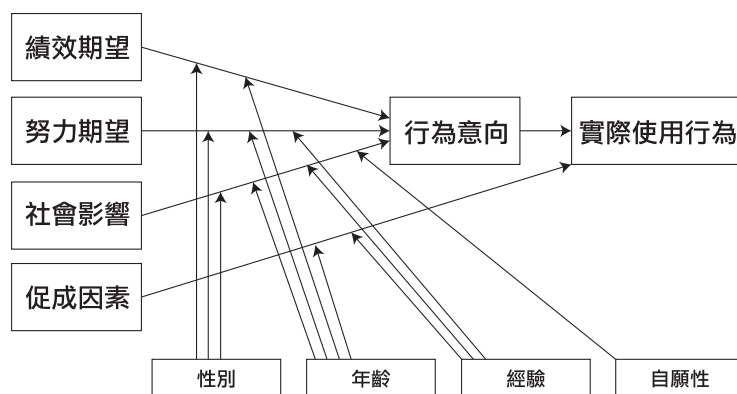 績效期望
努力期望
行為意向
實際使用行為
社會影響
促成因素
性別
年齡
經驗
自願性